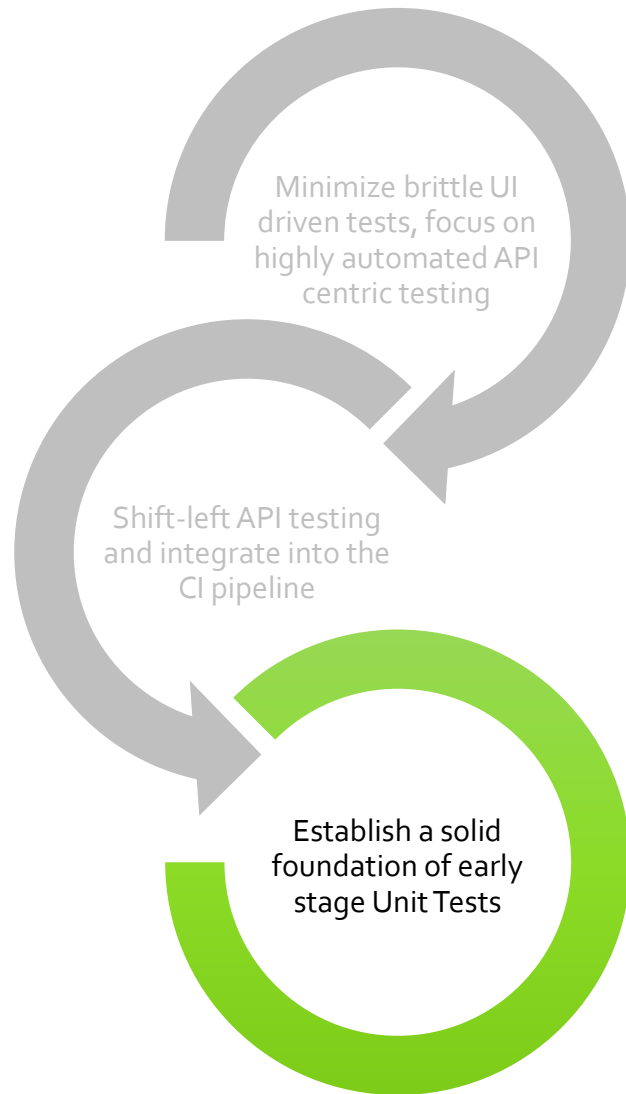 Minimize brittle UI
driven tests, focus on
highly automated API
centric testing
Shift-left API testing
and integrate into the
CI pipeline
Establish a solid
foundation of early
stage Unit Tests